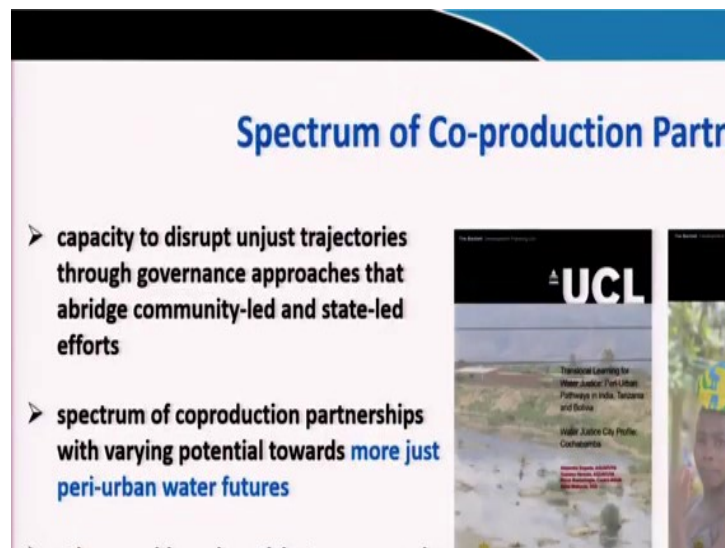 Spectrum of Co-production Partn
capacity to disrupt unjust trajectories
through governance approaches that
abridge community-led and state-led
efforts
spectrum of coproduction partnerships
with varying potential towards more just
peri-urban water futures
UCL
Translocal Learning for
Water Justice: Peri-Urban
Pathways in India, Tanzania
and Bolivia
Water Justice City Profile:
Cochabamba